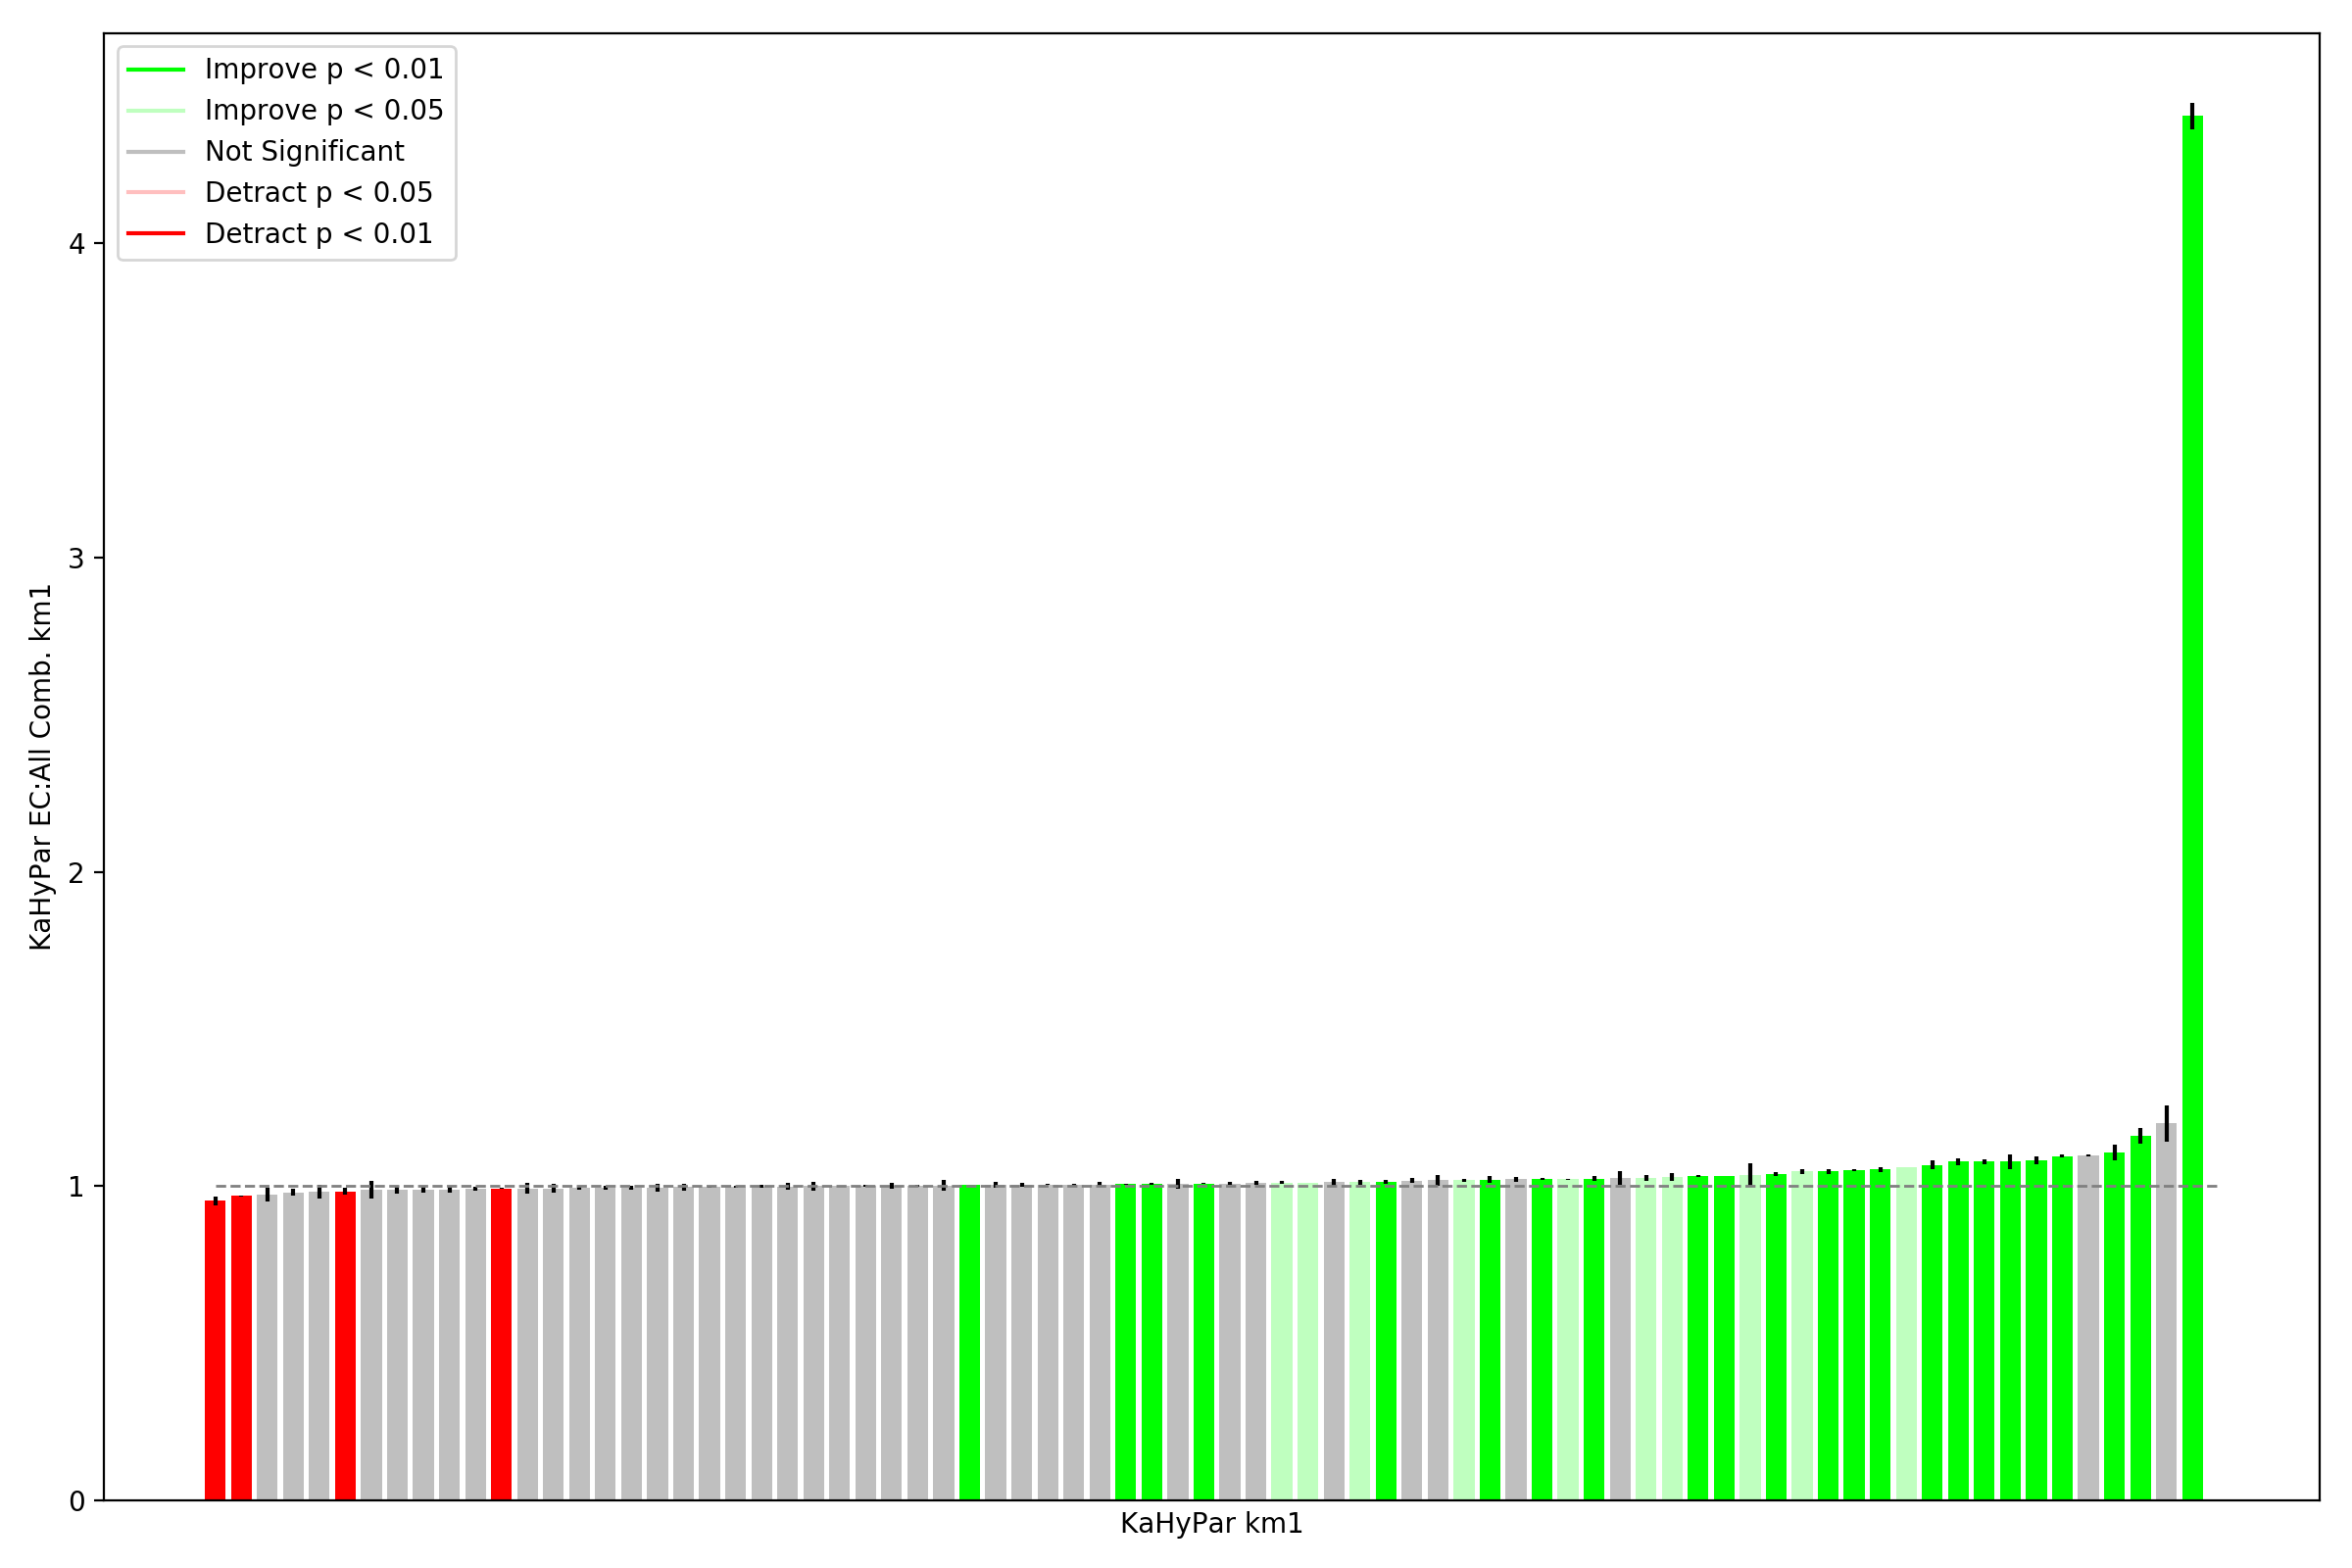 Improve p < 0.01
Improve p < 0.05
Not Significant
Detract p < 0.05
Detract p < 0.01
4
3
2
1
0
KaHyPar EC:All Comb. km1
KaHyPar km1